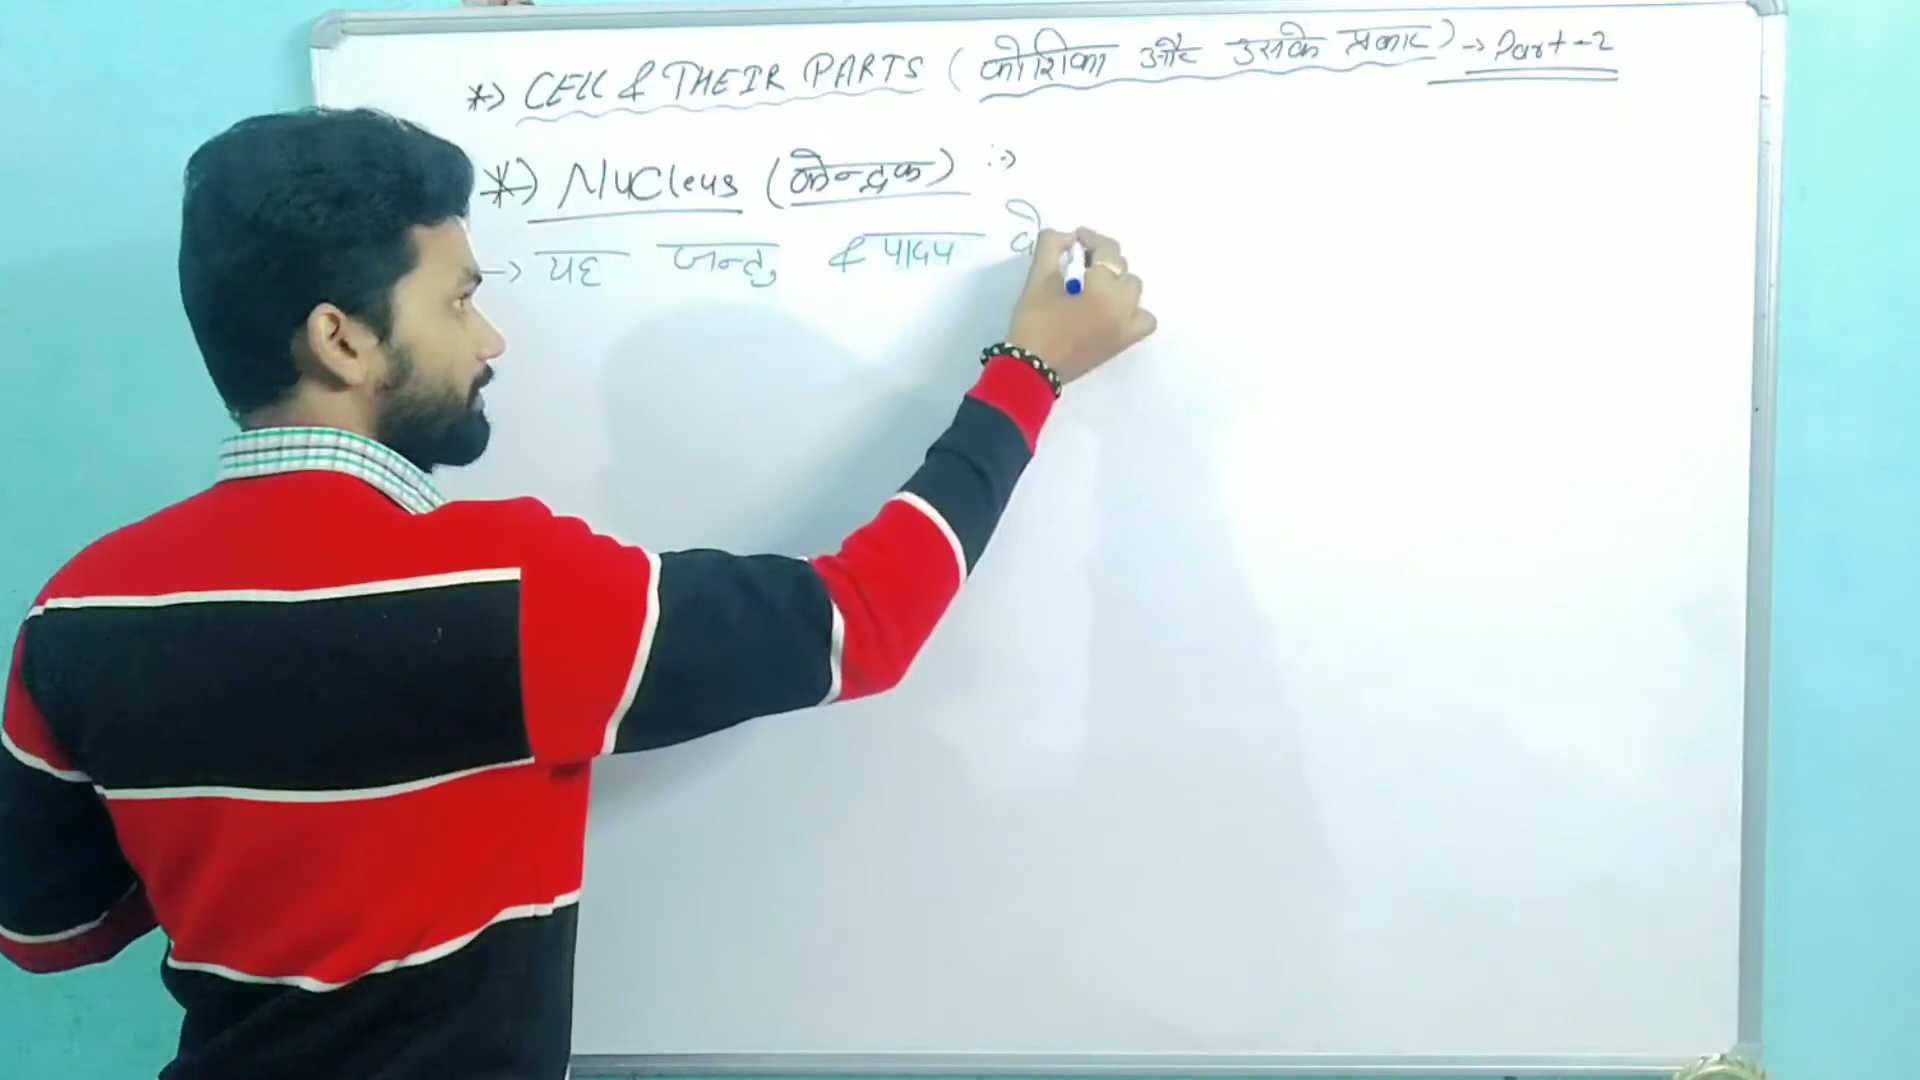 *→ CELL & THEIR PARTS (कोशिका और उसके प्रकार) → Part-2
*) Nucleus (केन्द्रक) :→
→ यह जन्तु & पादप